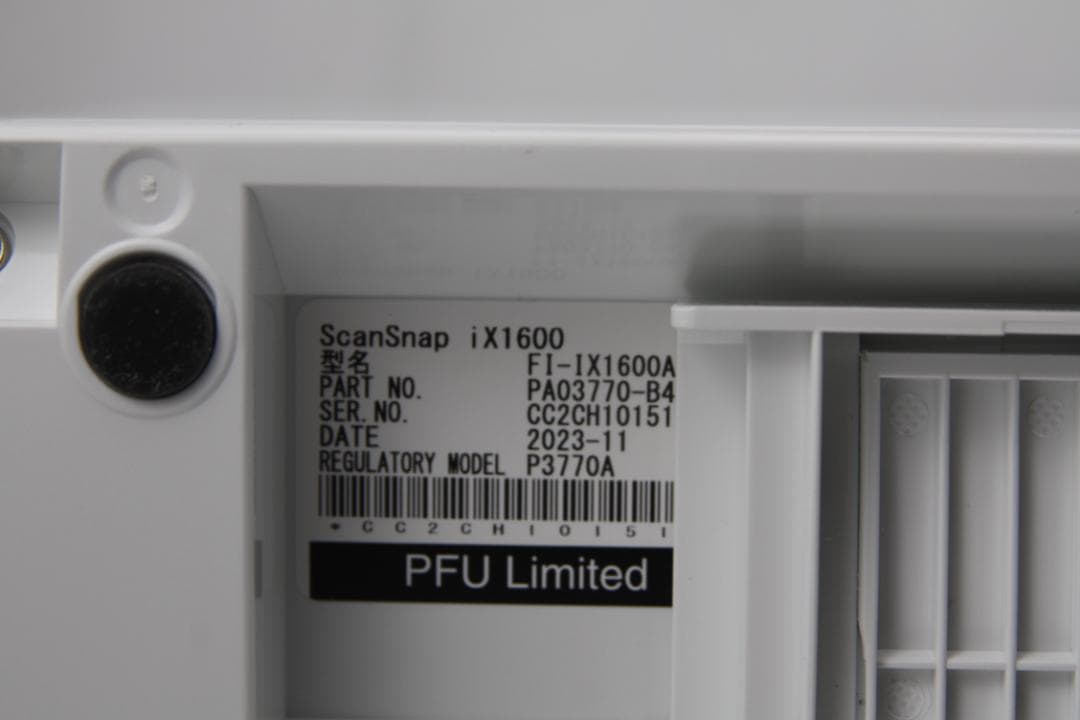 ScanSnap iX1600
型名 FI-IX1600A
PART NO. PA03770-B4
SER.NO. CC2CH10151
DATE 2023-11
REGULATORY MODEL P3770A
*CC2CH10151
PFU Limited